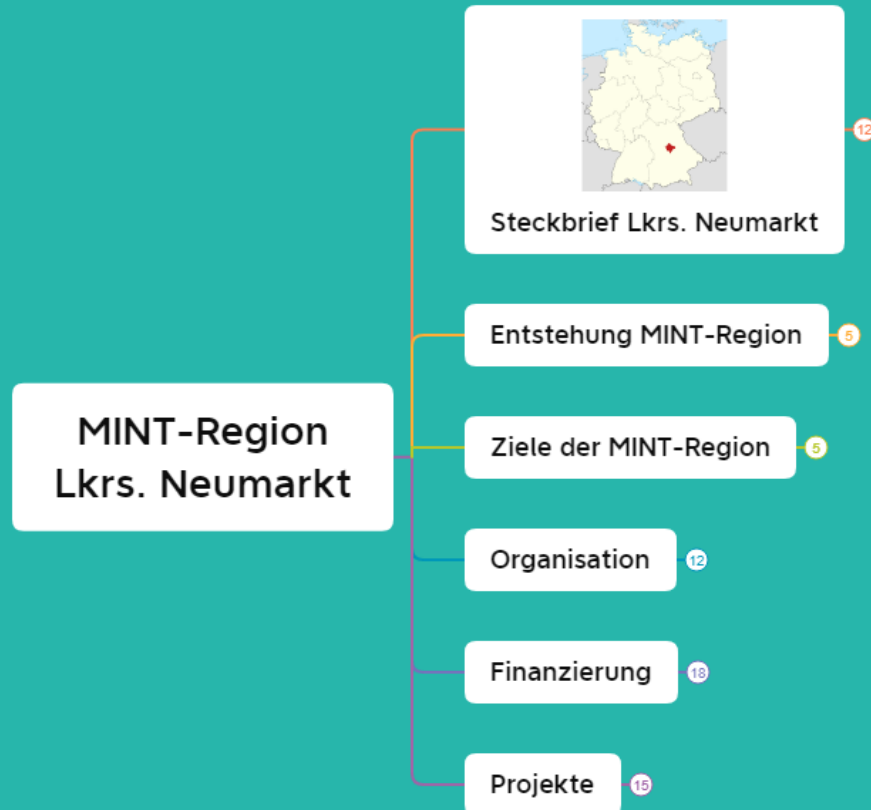 MINT-Region
Lkrs. Neumarkt
Steckbrief Lkrs. Neumarkt
12
Entstehung MINT-Region
5
Ziele der MINT-Region
5
Organisation
12
Finanzierung
18
Projekte
15